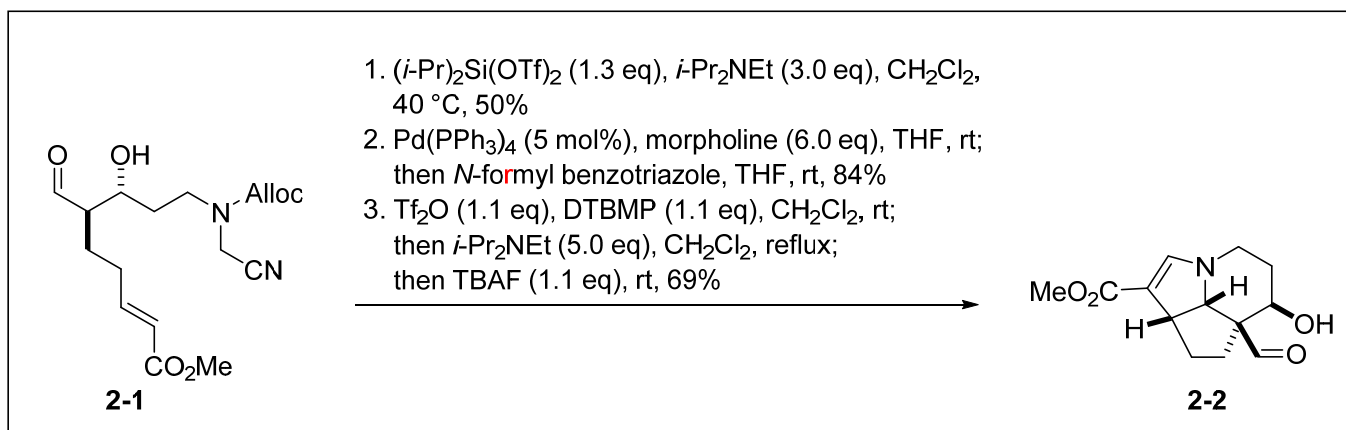 1. (i-Pr)₂Si(OTf)₂ (1.3 eq), i-Pr₂NEt (3.0 eq), CH₂Cl₂,
40 °C, 50%
2. Pd(PPh₃)₄ (5 mol%), morpholine (6.0 eq), THF, rt;
then N-formyl benzotriazole, THF, rt, 84%
3. Tf₂O (1.1 eq), DTBMP (1.1 eq), CH₂Cl₂, rt;
then i-Pr₂NEt (5.0 eq), CH₂Cl₂, reflux;
then TBAF (1.1 eq), rt, 69%
O
OH
N
Alloc
CN
CO₂Me
2-1
N
MeO₂C
H
H
OH
O
2-2